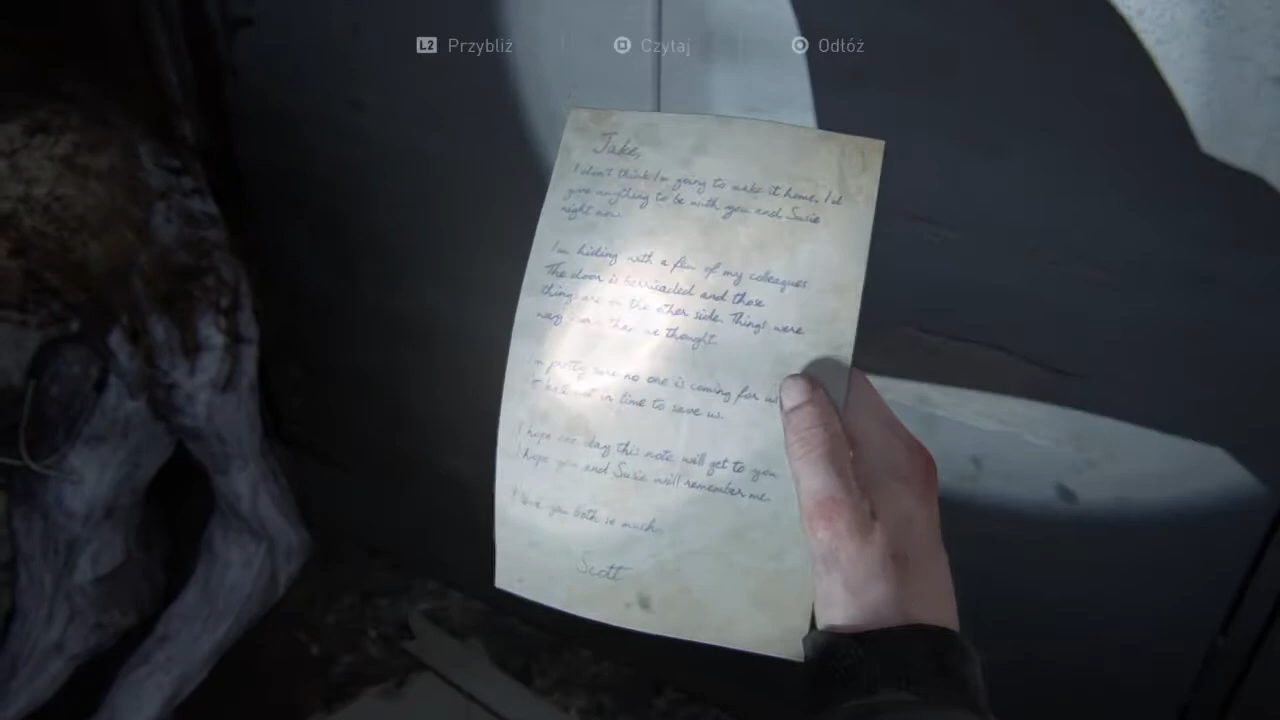 L2 Przybliż Czytaj Odłóż
Jake,
I don't think I'm going to make it home. I'd
give anything to be with you and Susie
right now.
I'm hiding with a few of my colleagues
The door is barricaded and those
things are on the other side. Things were
way worse than we thought.
pretty sure no one is coming for us
in time to save us.
I hope one day this note will get to you
hope you and Susie will remember me.
I love you both so much.
Scott